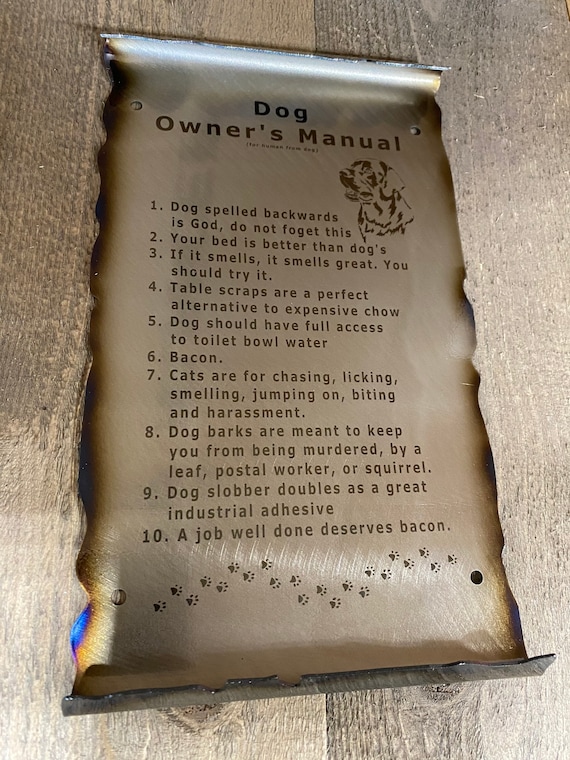 Dog
Owner's Manual
(for human from dog)
1. Dog spelled backwards
is God, do not foget this
2. Your bed is better than dog's
3. If it smells, it smells great. You
should try it.
4. Table scraps are a perfect
alternative to expensive chow
5. Dog should have full access
to toilet bowl water
6. Bacon.
7. Cats are for chasing, licking,
smelling, jumping on, biting
and harassment.
8. Dog barks are meant to keep
you from being murdered, by a
leaf, postal worker, or squirrel.
9. Dog slobber doubles as a great
industrial adhesive
10. A job well done deserves bacon.